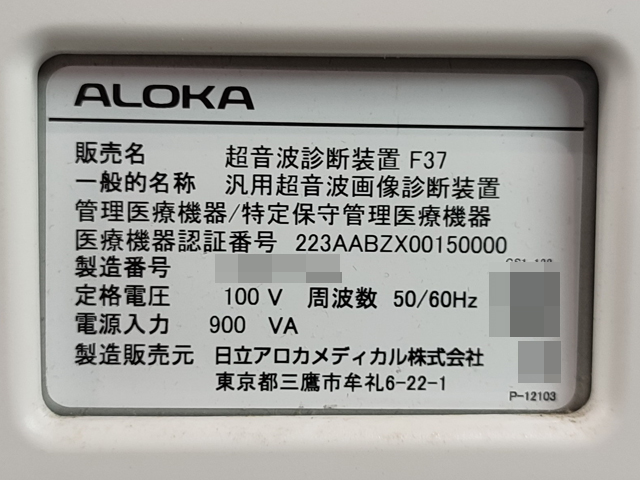 ALOKA
販売名 超音波診断装置 F37
一般的名称 汎用超音波画像診断装置
管理医療機器/特定保守管理医療機器
医療機器認証番号 223AABZX00150000
製造番号
定格電圧 100 V 周波数 50/60Hz
電源入力 900 VA
製造販売元 日立アロカメディカル株式会社
東京都三鷹市牟礼6-22-1
P-12103